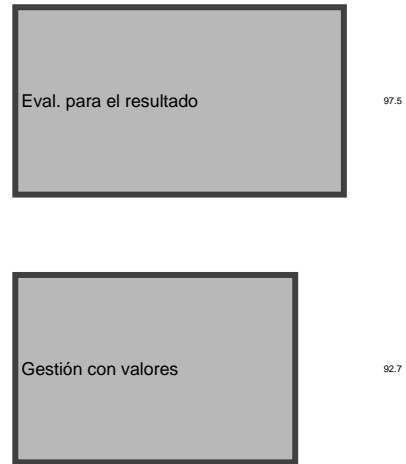 Eval. para el resultado 97.5
Gestión con valores 92.7